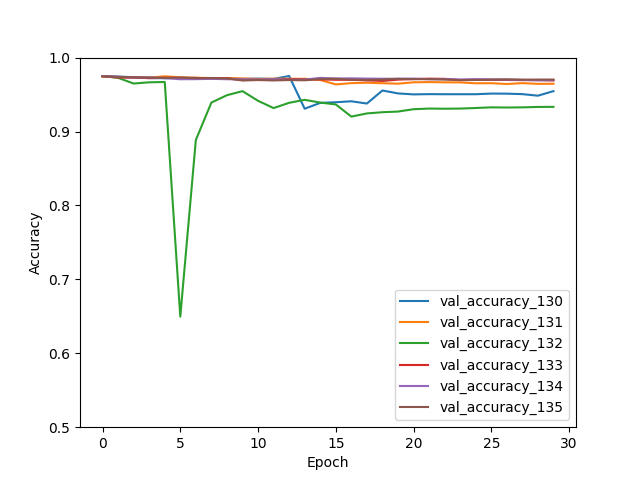 1.0
0.9
0.8
0.7
0.6
0.5
Accuracy
0 5 10 15 20 25 30
Epoch
val_accuracy_130
val_accuracy_131
val_accuracy_132
val_accuracy_133
val_accuracy_134
val_accuracy_135